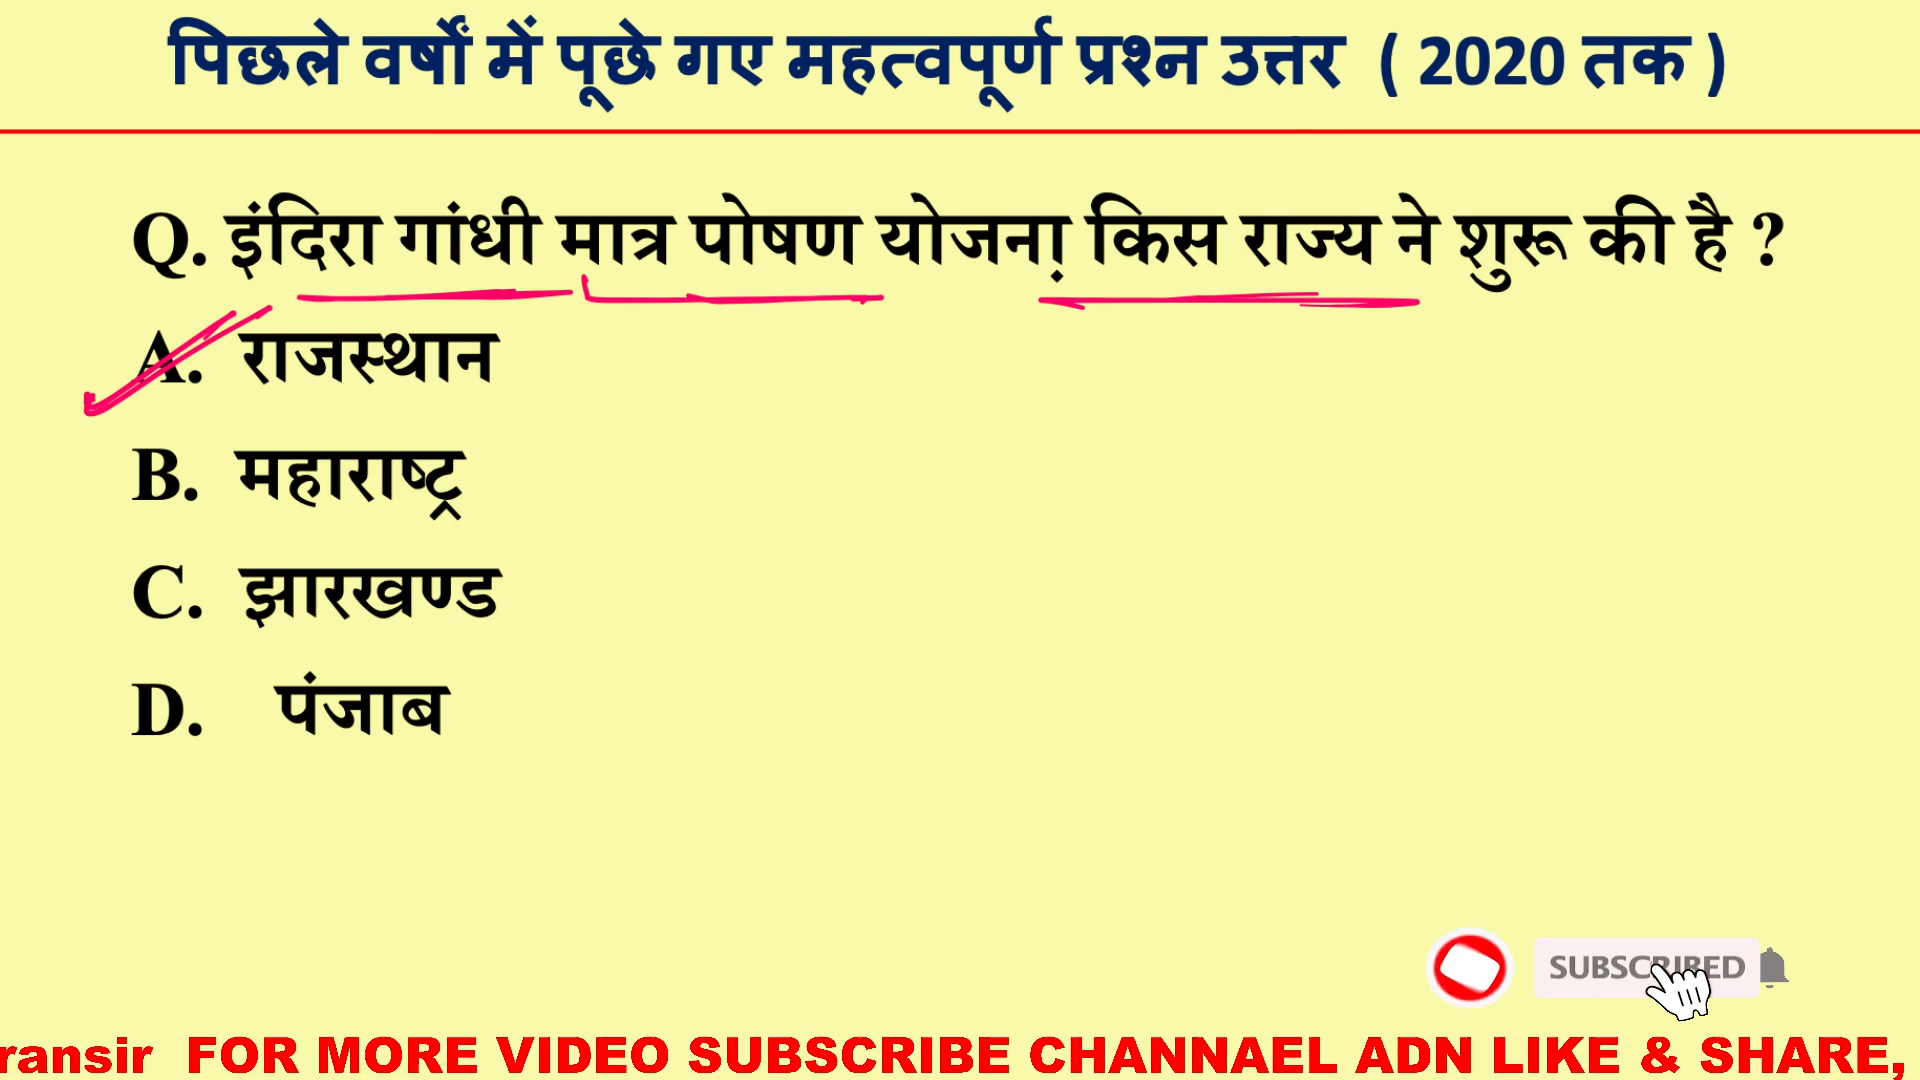 पिछले वर्षों में पूछे गए महत्वपूर्ण प्रश्न उत्तर ( 2020 तक )
Q. इंदिरा गांधी मात्र पोषण योजना़ किस राज्य ने शुरू की है ?
A. राजस्थान
B. महाराष्ट्र
C. झारखण्ड
D. पंजाब
SUBSCRIBED
ransir FOR MORE VIDEO SUBSCRIBE CHANNAEL ADN LIKE & SHARE,